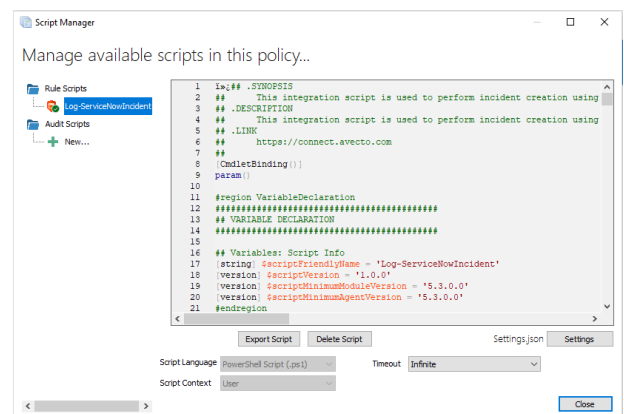 Script Manager
Manage available scripts in this policy...
Rule Scripts
Log-ServiceNowIncident
Audit Scripts
New...
1 ï»¿## .SYNOPSIS
2 ## This integration script is used to perform incident creation using
3 ## .DESCRIPTION
4 ## This integration script is used to perform incident creation using
5 ## .LINK
6 ## https://connect.avecto.com
7 ##
8 [CmdletBinding()]
9 param()
10
11 #region VariableDeclaration
12 ##########################################
13 ## VARIABLE DECLARATION
14 ##########################################
15
16 ## Variables: Script Info
17 [string] $scriptFriendlyName = 'Log-ServiceNowIncident'
18 [version] $scriptVersion = '1.0.0'
19 [version] $scriptMinimumModuleVersion = '5.3.0.0'
20 [version] $scriptMinimumAgentVersion = '5.3.0.0'
21 #endregion
Export Script Delete Script Settings.json Settings
Script Language PowerShell Script (.ps1) Timeout Infinite
Script Context User
Close